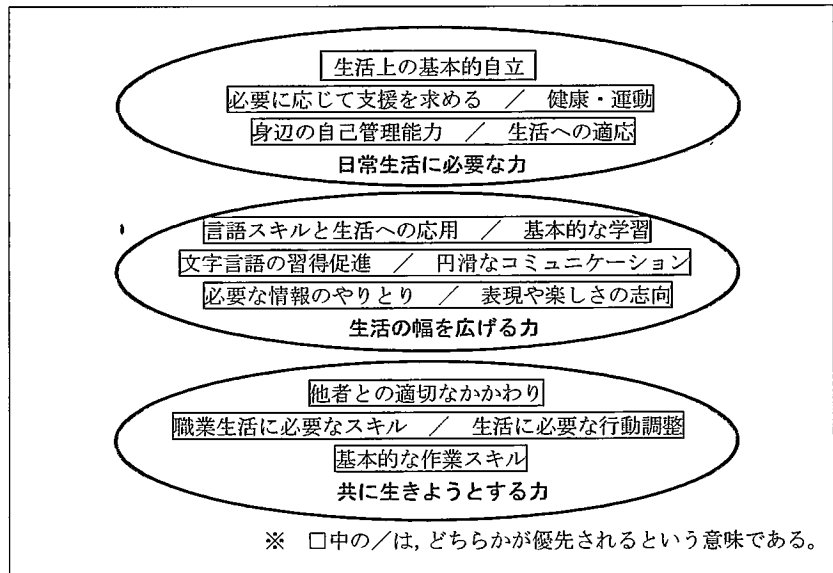 生活上の基本的自立
必要に応じて支援を求める ／ 健康・運動
身辺の自己管理能力 ／ 生活への適応
日常生活に必要な力
言語スキルと生活への応用 ／ 基本的な学習
文字言語の習得促進 ／ 円滑なコミュニケーション
必要な情報のやりとり ／ 表現や楽しさの志向
生活の幅を広げる力
他者との適切なかかわり
職業生活に必要なスキル ／ 生活に必要な行動調整
基本的な作業スキル
共に生きようとする力
※ □中の／は，どちらかが優先されるという意味である。